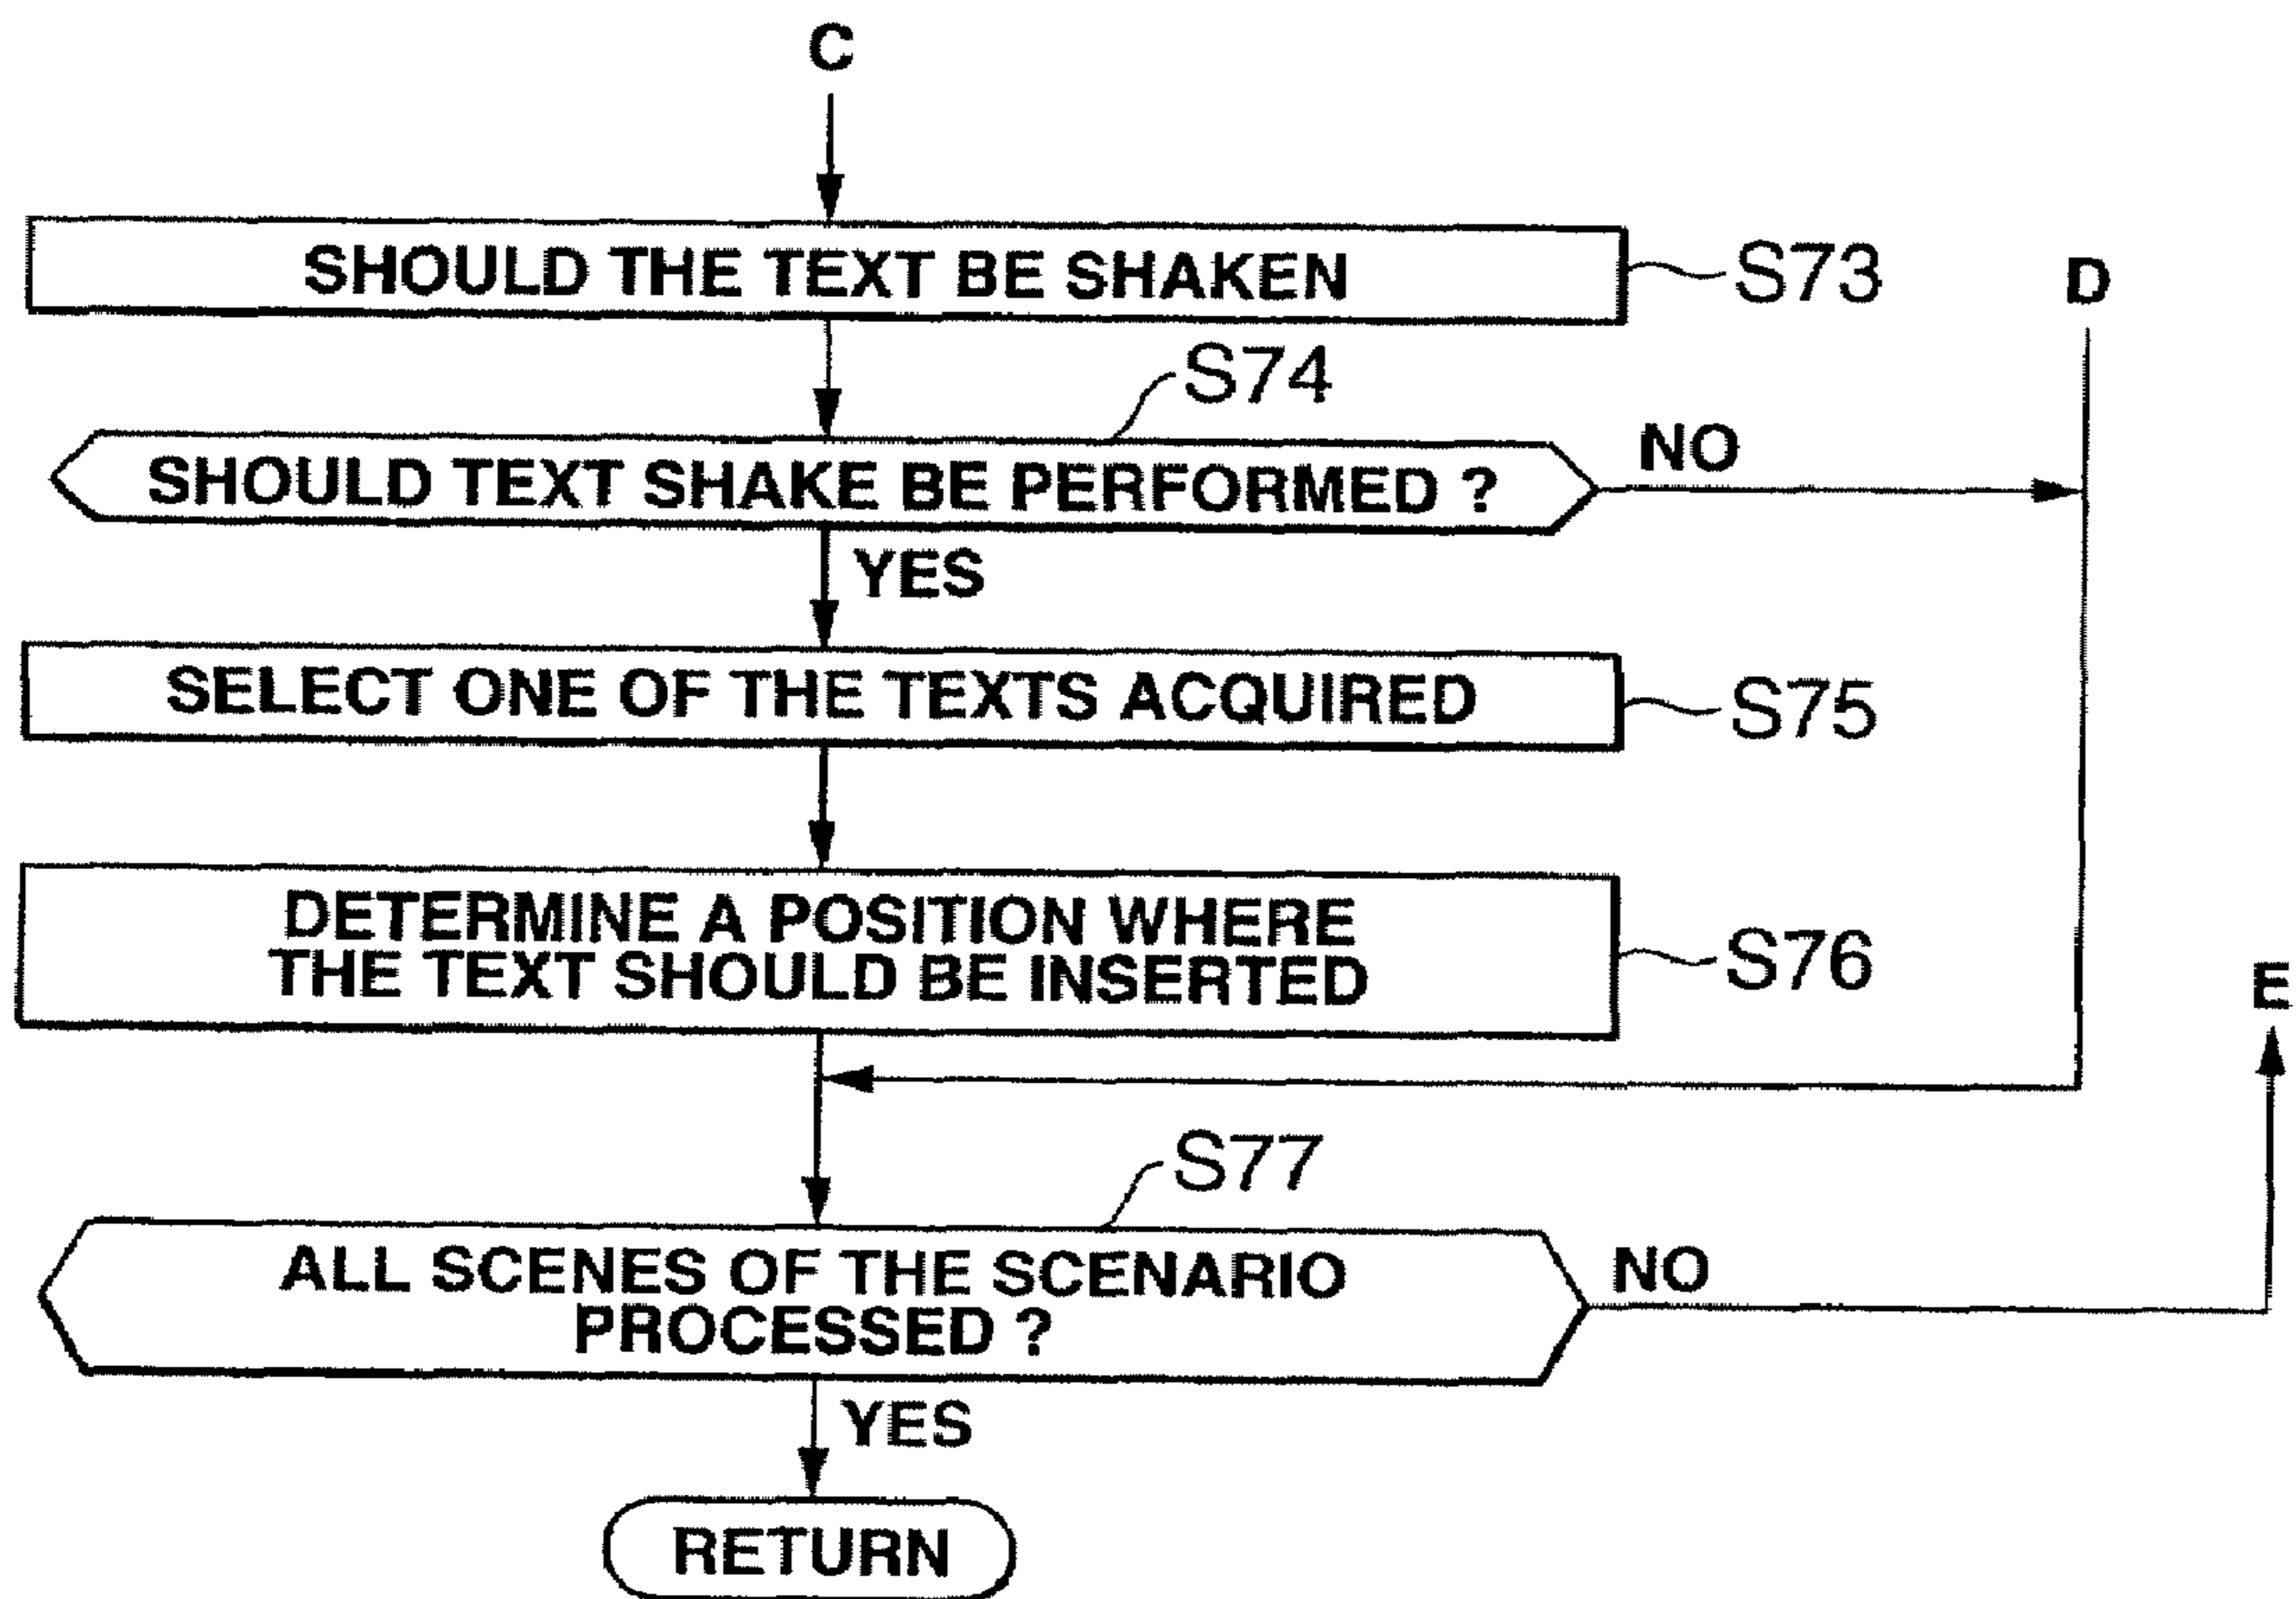 C
SHOULD THE TEXT BE SHAKEN
S73
D
S74
SHOULD TEXT SHAKE BE PERFORMED ?
NO
YES
SELECT ONE OF THE TEXTS ACQUIRED
S75
DETERMINE A POSITION WHERE
THE TEXT SHOULD BE INSERTED
S76
E
S77
ALL SCENES OF THE SCENARIO
PROCESSED ?
NO
YES
RETURN